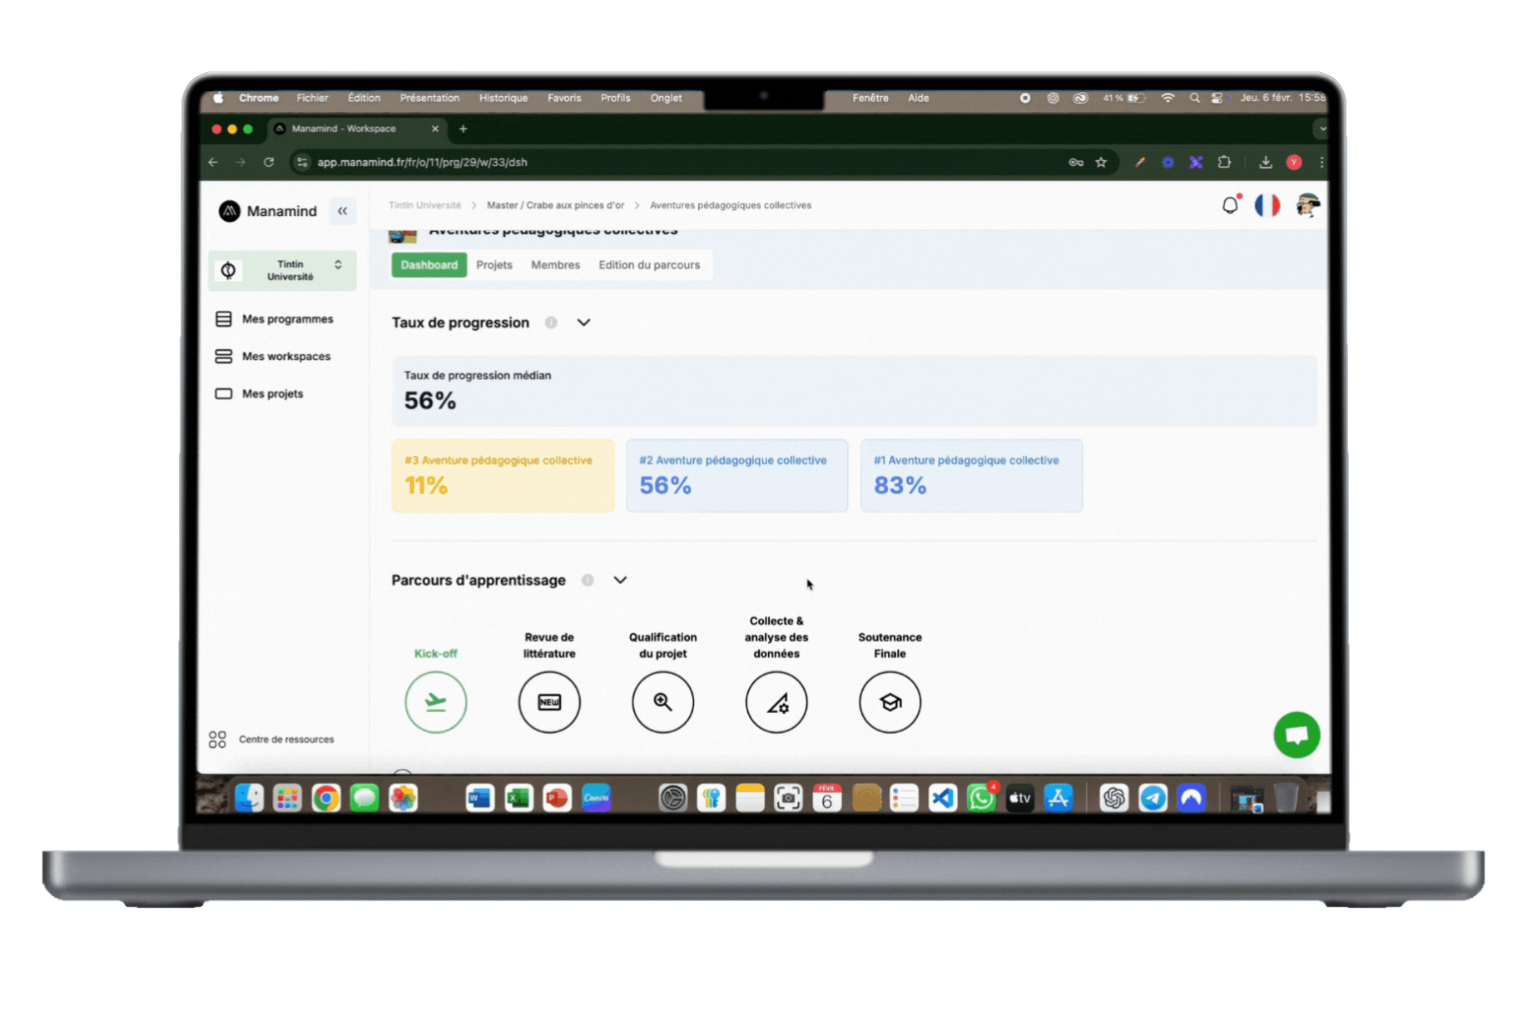 Chrome Fichier Édition Présentation Historique Favoris Profils Onglet Fenêtre Aide 41 % Jeu. 6 févr. 15:58
Manamind - Workspace
app.manamind.fr/fr/o/11/prg/29/w/33/dsh
Manamind
Tintin Université > Master / Crabe aux pinces d'or > Aventures pédagogiques collectives
Aventures pédagogiques collectives
Tintin
Université
Dashboard Projets Membres Edition du parcours
Mes programmes
Mes workspaces
Mes projets
Taux de progression
Taux de progression médian
56%
#3 Aventure pédagogique collective
11%
#2 Aventure pédagogique collective
56%
#1 Aventure pédagogique collective
83%
Parcours d'apprentissage
Kick-off
Revue de
littérature
NEW
Qualification
du projet
Collecte &
analyse des
données
Soutenance
Finale
Centre de ressources
W
X
P
Canva
FÉVR.
6
4
tv